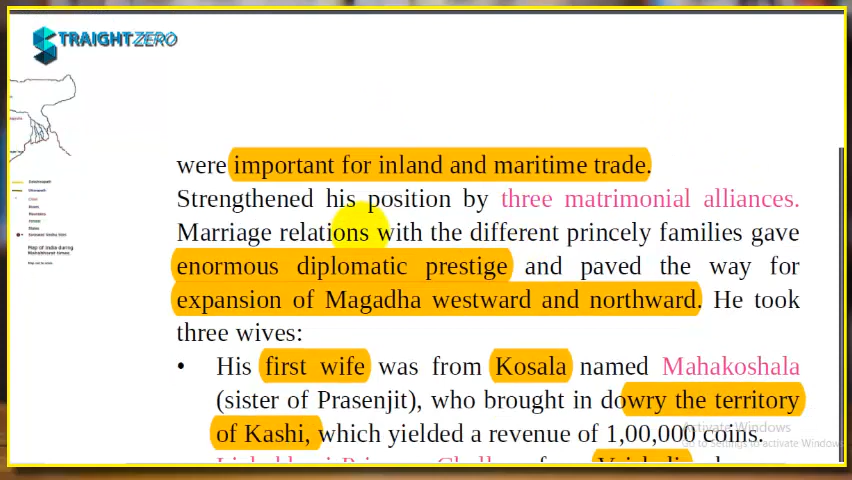 STRAIGHTZERO
were important for inland and maritime trade.
Strengthened his position by three matrimonial alliances.
Marriage relations with the different princely families gave
enormous diplomatic prestige and paved the way for
expansion of Magadha westward and northward. He took
three wives:
• His first wife was from Kosala named Mahakoshala
(sister of Prasenjit), who brought in dowry the territory
of Kashi, which yielded a revenue of 1,00,000 coins.
Activate Windows
Go to Settings to activate Windows